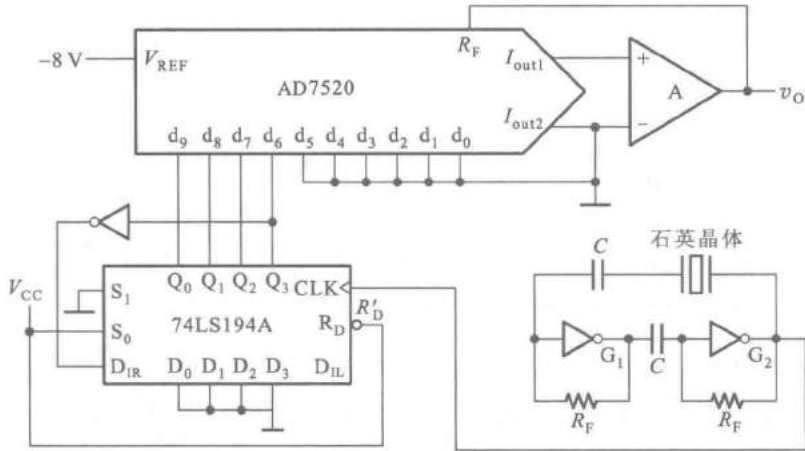 R_F
−8 V
V_REF
I_out1
+
AD7520
A
v_O
I_out2
−
d_9 d_8 d_7 d_6 d_5 d_4 d_3 d_2 d_1 d_0
C
石英晶体
Q_0 Q_1 Q_2 Q_3 CLK
V_CC
S_1
R'_D
74LS194A
R_D
S_0
G_1
C
G_2
D_IR D_0 D_1 D_2 D_3 D_IL
R_F
R_F